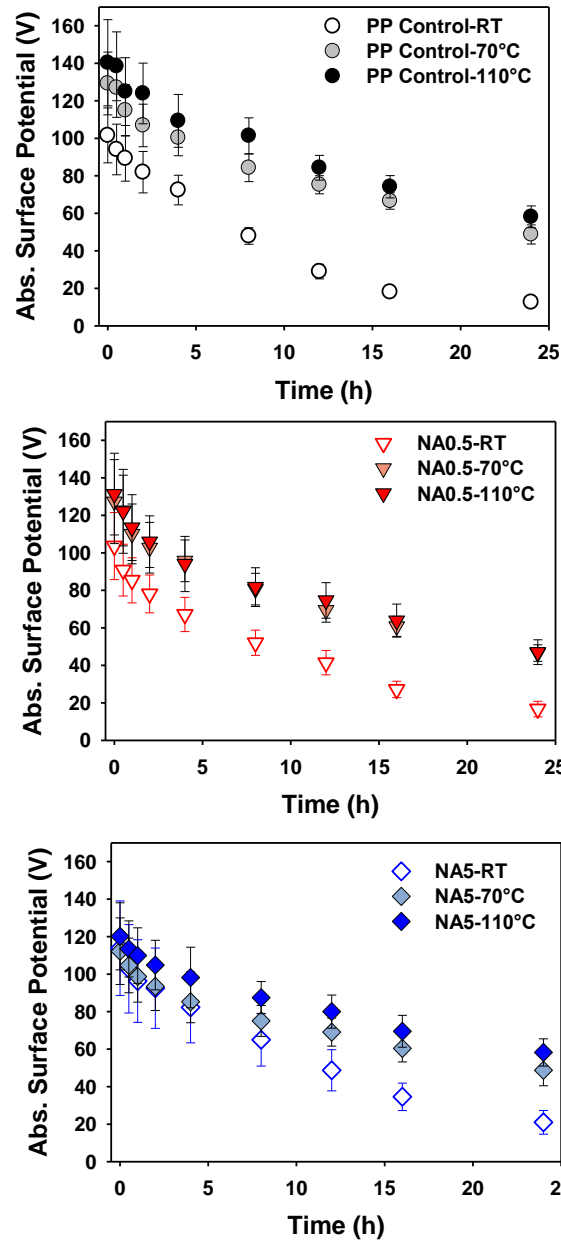 Abs. Surface Potential (V)
160
140
120
100
80
60
40
20
0
PP Control-RT
PP Control-70°C
PP Control-110°C
0 5 10 15 20 25
Time (h)
Abs. Surface Potential (V)
160
140
120
100
80
60
40
20
0
NA0.5-RT
NA0.5-70°C
NA0.5-110°C
0 5 10 15 20 25
Time (h)
Abs. Surface Potential (V)
160
140
120
100
80
60
40
20
0
NA5-RT
NA5-70°C
NA5-110°C
0 5 10 15 20 25
Time (h)